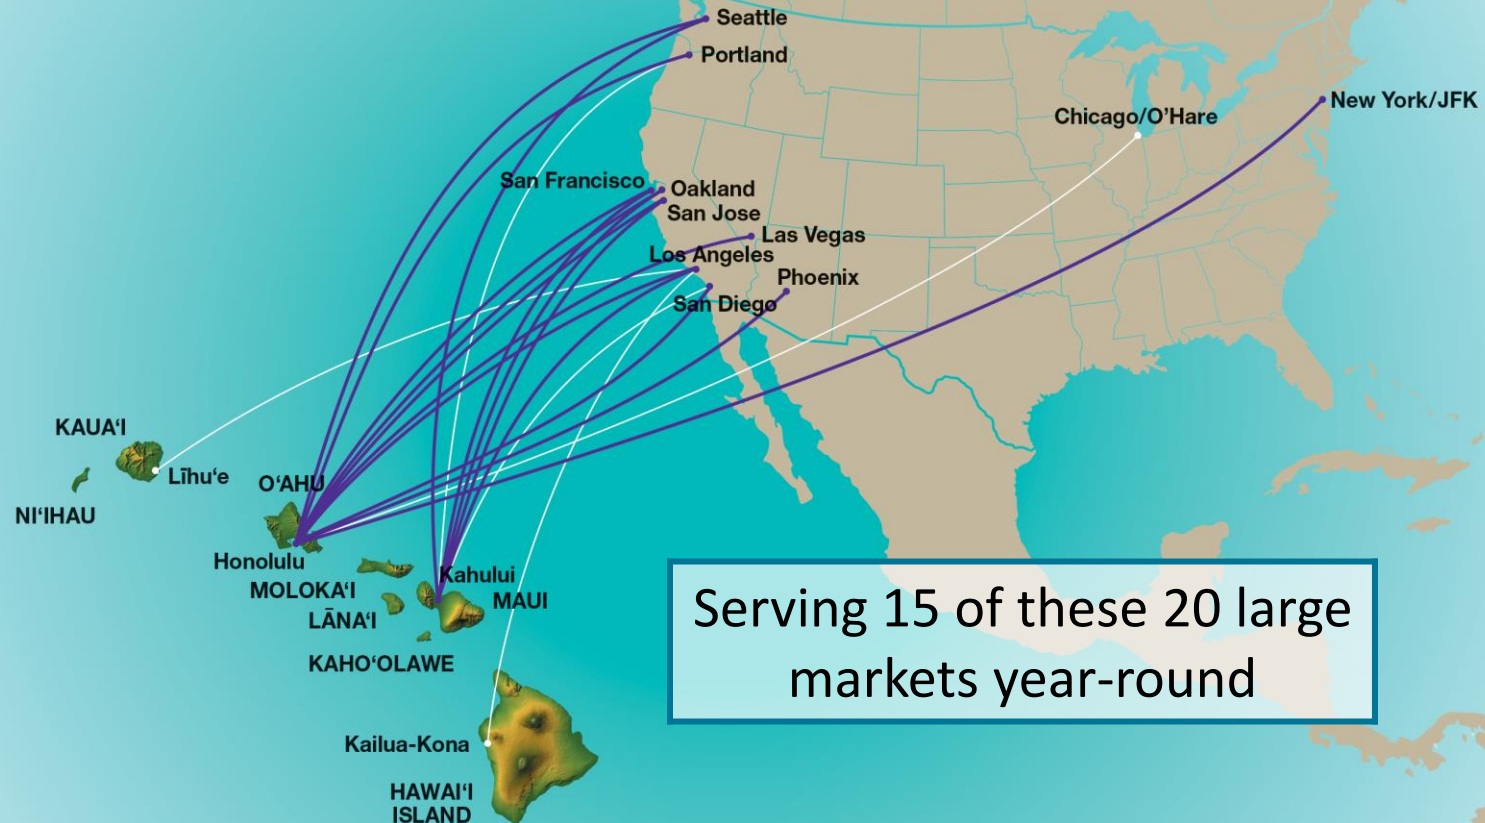 Seattle
Portland
New York/JFK
Chicago/O’Hare
San Francisco
Oakland
San Jose
Las Vegas
Los Angeles
Phoenix
San Diego
KAUA‘I
Līhu‘e
O‘AHU
NI‘IHAU
Honolulu
Kahului
MOLOKA‘I
MAUI
LĀNA‘I
KAHO‘OLAWE
Serving 15 of these 20 large
markets year-round
Kailua-Kona
HAWAI‘I
ISLAND